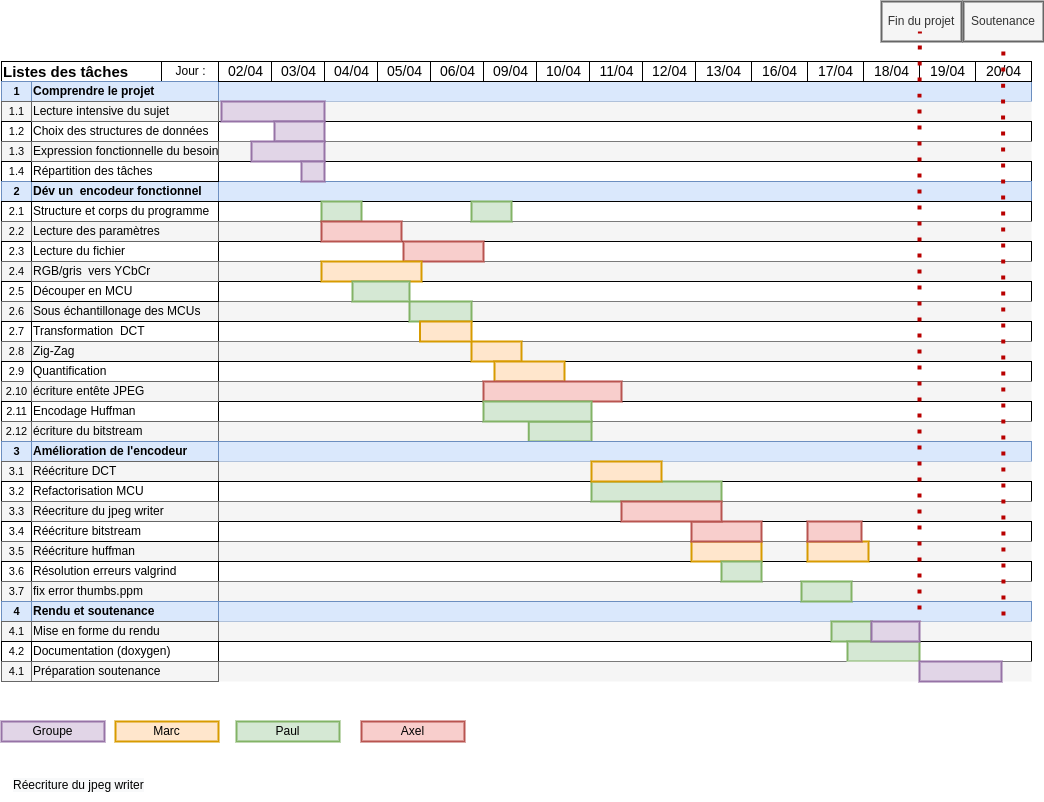 Fin du projet Soutenance
Listes des tâches Jour : 02/04 03/04 04/04 05/04 06/04 09/04 10/04 11/04 12/04 13/04 16/04 17/04 18/04 19/04 20/04
1 Comprendre le projet
1.1 Lecture intensive du sujet
1.2 Choix des structures de données
1.3 Expression fonctionnelle du besoin
1.4 Répartition des tâches
2 Dév un encodeur fonctionnel
2.1 Structure et corps du programme
2.2 Lecture des paramètres
2.3 Lecture du fichier
2.4 RGB/gris vers YCbCr
2.5 Découper en MCU
2.6 Sous échantillonage des MCUs
2.7 Transformation DCT
2.8 Zig-Zag
2.9 Quantification
2.10 écriture entête JPEG
2.11 Encodage Huffman
2.12 écriture du bitstream
3 Amélioration de l'encodeur
3.1 Réécriture DCT
3.2 Refactorisation MCU
3.3 Réecriture du jpeg writer
3.4 Réécriture bitstream
3.5 Réécriture huffman
3.6 Résolution erreurs valgrind
3.7 fix error thumbs.ppm
4 Rendu et soutenance
4.1 Mise en forme du rendu
4.2 Documentation (doxygen)
4.1 Préparation soutenance
Groupe Marc Paul Axel
Réecriture du jpeg writer